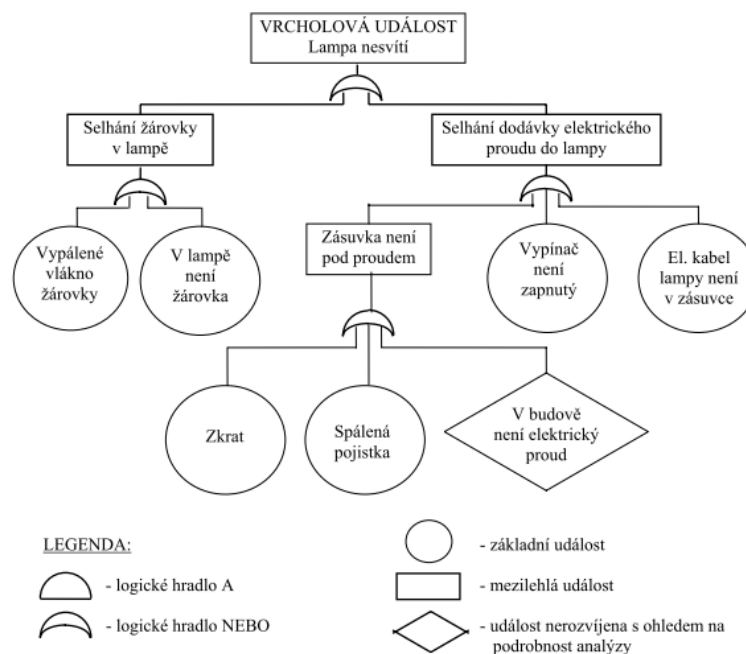 VRCHOLOVÁ UDÁLOST
Lampa nesvítí
Selhání žárovky
v lampě
Selhání dodávky elektrického
proudu do lampy
Vypálené
vlákno
žárovky
V lampě
není
žárovka
Zásuvka není
pod proudem
Vypínač
není
zapnutý
El. kabel
lampy není
v zásuvce
Zkrat
Spálená
pojistka
V budově
není elektrický
proud
LEGENDA:
- logické hradlo A
- logické hradlo NEBO
- základní událost
- mezilehlá událost
- událost nerozvíjena s ohledem na
podrobnost analýzy